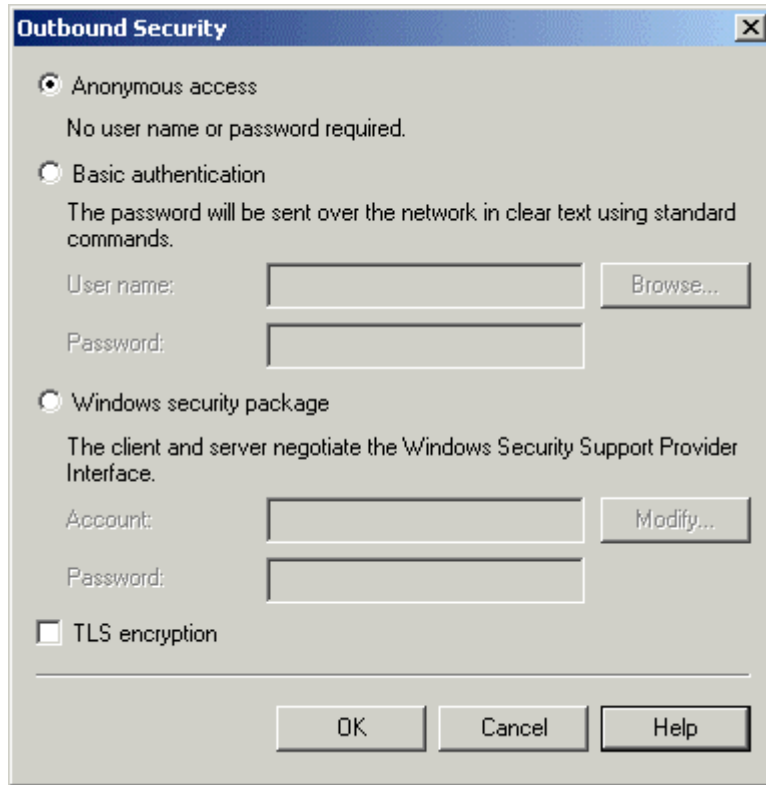 Outbound Security
Anonymous access
No user name or password required.
Basic authentication
The password will be sent over the network in clear text using standard
commands.
User name:
Browse...
Password:
Windows security package
The client and server negotiate the Windows Security Support Provider
Interface.
Account:
Modify...
Password:
TLS encryption
OK
Cancel
Help